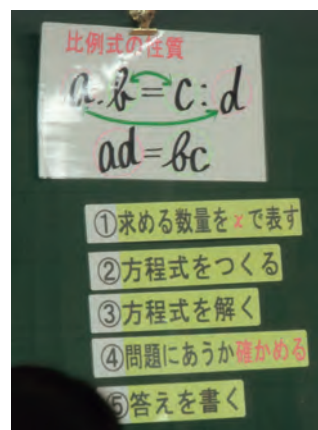 比例式の性質
a:b=c:d
ad=bc
①求める数量をxで表す
②方程式をつくる
③方程式を解く
④問題にあうか確かめる
⑤答えを書く